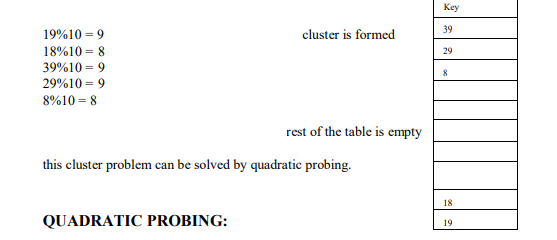 Key
19%10 = 9 cluster is formed 39
18%10 = 8 29
39%10 = 9 8
29%10 = 9
8%10 = 8
rest of the table is empty
this cluster problem can be solved by quadratic probing.
18
QUADRATIC PROBING: 19